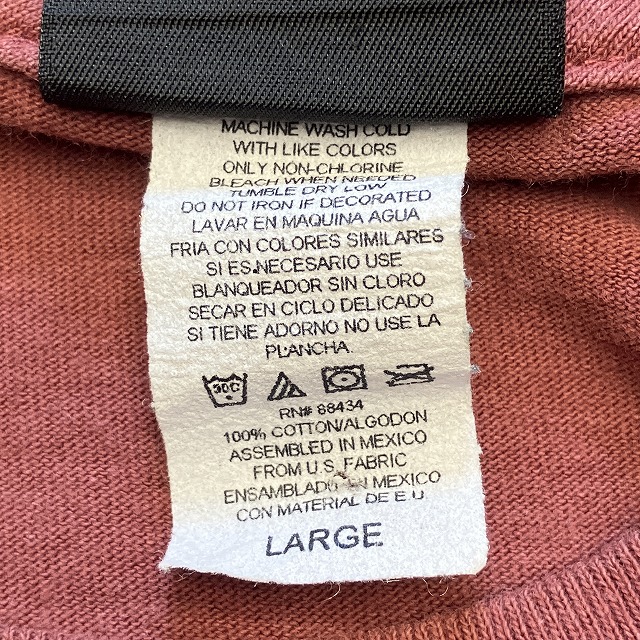 MACHINE WASH COLD
WITH LIKE COLORS
ONLY NON-CHLORINE
BLEACH WHEN NEEDED
TUMBLE DRY LOW
DO NOT IRON IF DECORATED
LAVAR EN MAQUINA AGUA
FRIA CON COLORES SIMILARES
SI ES.NECESARIO USE
BLANQUEADOR SIN CLORO
SECAR EN CICLO DELICADO
SI TIENE ADORNO NO USE LA
PLANCHA.
30C
RN# 88434
100% COTTON/ALGODON
ASSEMBLED IN MEXICO
FROM U.S. FABRIC
ENSAMBLADO EN MEXICO
CON MATERIAL DE E U
LARGE